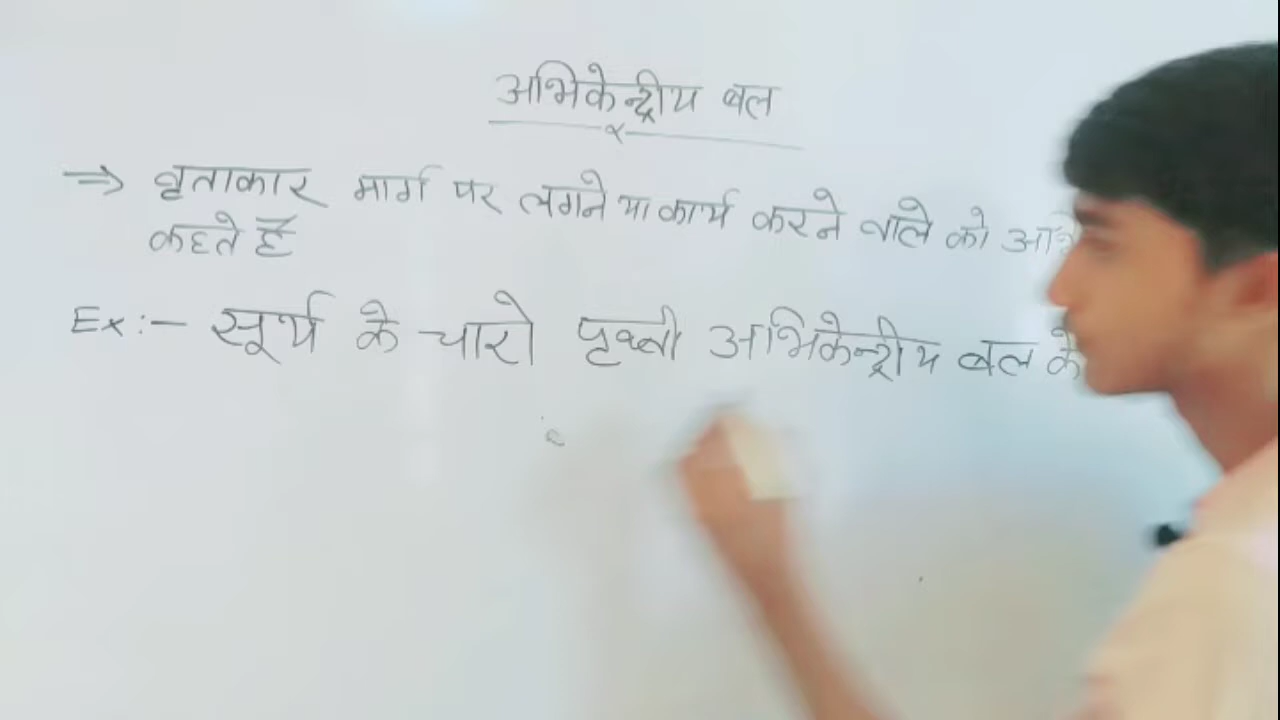 अभिकेन्द्रीय बल
⇒ वृताकार मार्ग पर लगने या कार्य करने वाले को
कहते हैं
Ex:- सूर्य के चारो पृथ्वी अभिकेन्द्रीय बल के